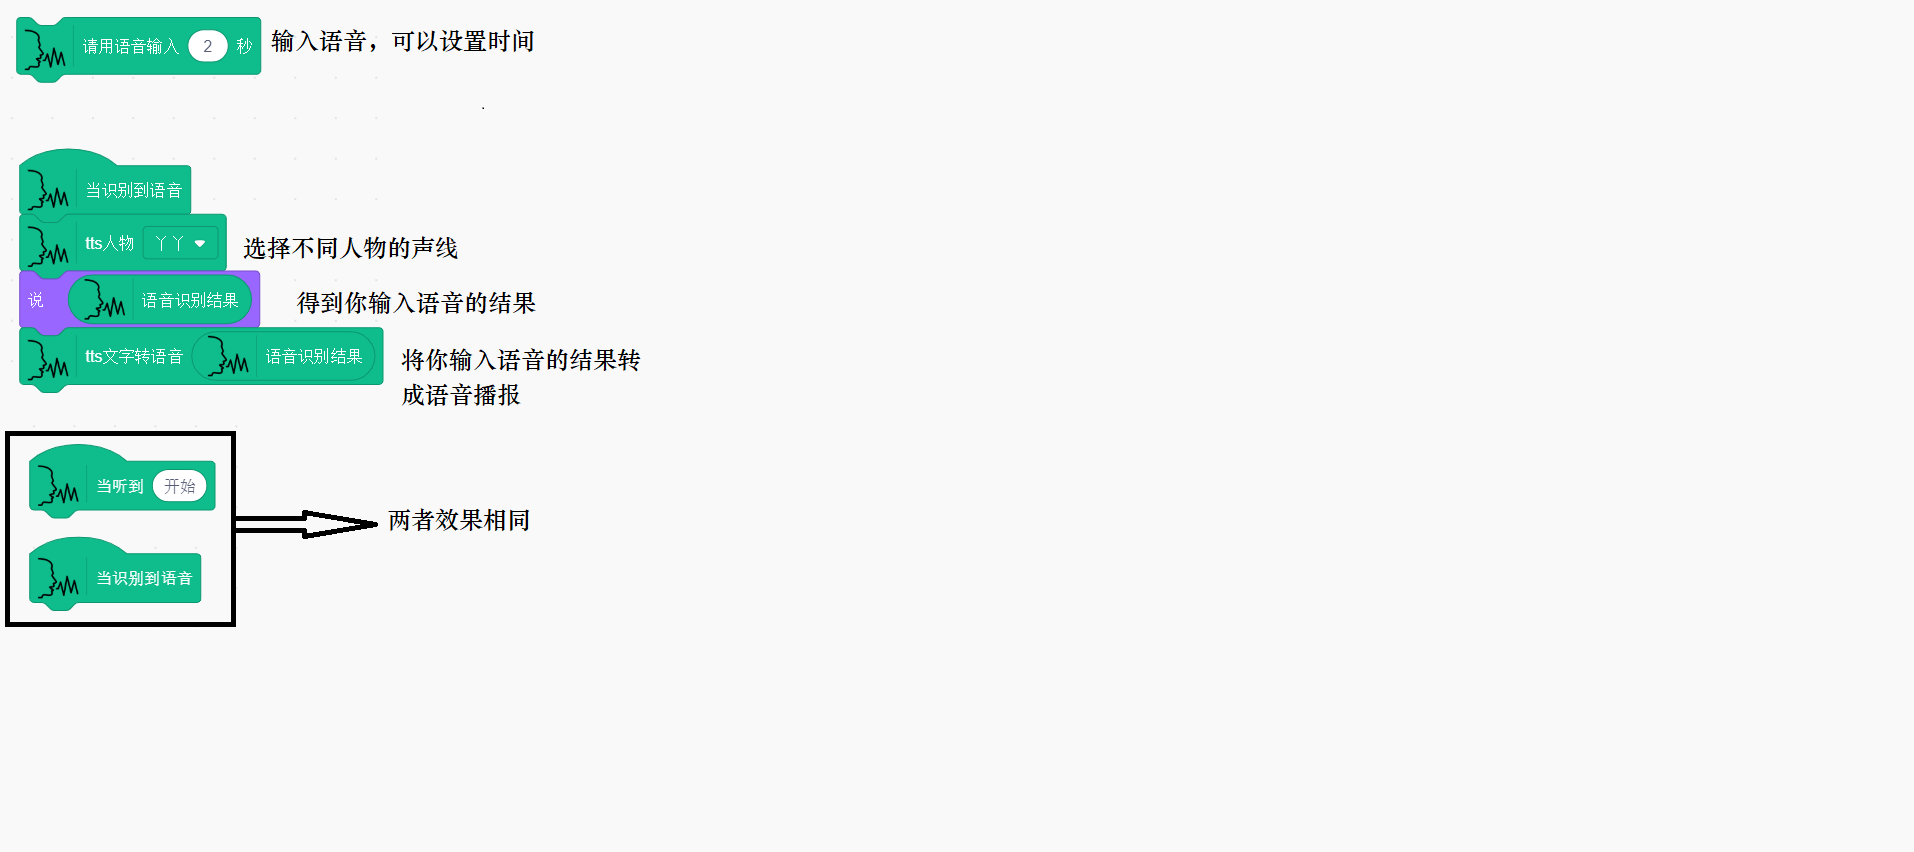 请用语音输入 2 秒 输入语音，可以设置时间
当识别到语音
tts人物 丫丫 选择不同人物的声线
说 语音识别结果 得到你输入语音的结果
tts文字转语音 语音识别结果 将你输入语音的结果转
成语音播报
当听到 开始
两者效果相同
当识别到语音